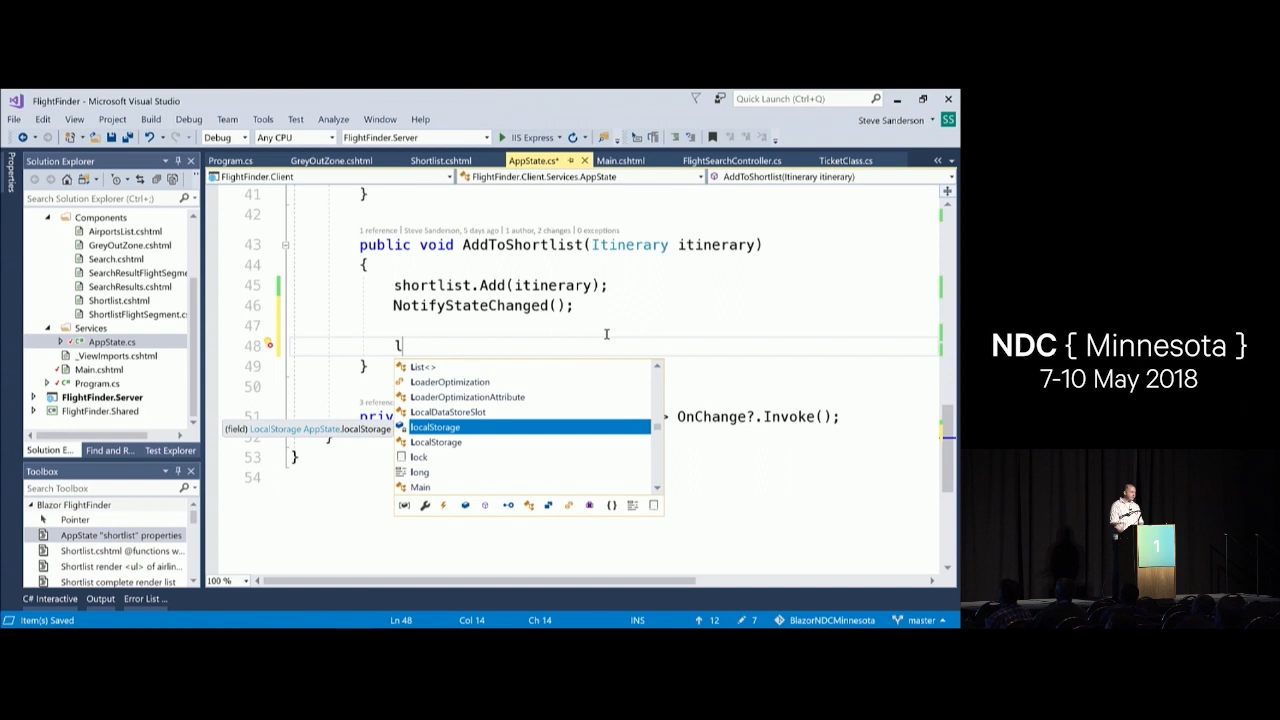 FlightFinder - Microsoft Visual Studio
Quick Launch (Ctrl+Q)
File Edit View Project Build Debug Team Tools Test Analyze Window Help
Steve Sanderson SS
Debug Any CPU FlightFinder.Server IIS Express
Properties
Solution Explorer
Program.cs GreyOutZone.cshtml Shortlist.cshtml AppState.cs* Main.cshtml FlightSearchController.cs TicketClass.cs
FlightFinder.Client FlightFinder.Client.Services.AppState AddToShortlist(Itinerary itinerary)
Search Solution Explorer (Ctrl+;)
Components
AirportsList.cshtml
GreyOutZone.cshtml
Search.cshtml
SearchResultFlightSegme
SearchResults.cshtml
Shortlist.cshtml
ShortlistFlightSegment.c
Services
AppState.cs
_ViewImports.cshtml
Main.cshtml
Program.cs
FlightFinder.Server
FlightFinder.Shared
Solution E... Find and R... Test Explorer
Toolbox
Search Toolbox
Blazor FlightFinder
Pointer
AppState "shortlist" properties
Shortlist.cshtml @functions w...
Shortlist render <ul> of airlin...
Shortlist complete render list
41 }
42
1 reference | Steve Sanderson, 5 days ago | 1 author, 2 changes | 0 exceptions
43 public void AddToShortlist(Itinerary itinerary)
44 {
45 shortlist.Add(itinerary);
46 NotifyStateChanged();
47
48 l
49 }
50
3 refere
51 priv > OnChange?.Invoke();
52 }
53 }
54
List<>
LoaderOptimization
LoaderOptimizationAttribute
LocalDataStoreSlot
localStorage
LocalStorage
lock
long
Main
(field) LocalStorage AppState.localStorage
100 %
C# Interactive Output Error List ...
Item(s) Saved Ln 48 Col 14 Ch 14 INS 12 7 BlazorNDCMinnesota master
NDC { Minnesota }
7-10 May 2018
1